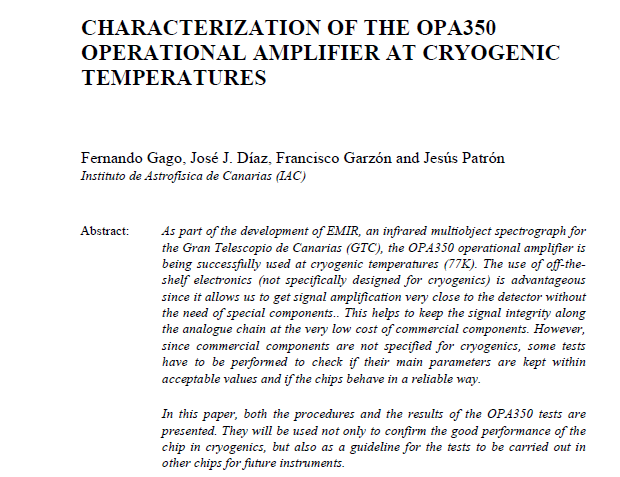 CHARACTERIZATION OF THE OPA350
OPERATIONAL AMPLIFIER AT CRYOGENIC
TEMPERATURES
Fernando Gago, José J. Díaz, Francisco Garzón and Jesús Patrón
Instituto de Astrofísica de Canarias (IAC)
Abstract: As part of the development of EMIR, an infrared multiobject spectrograph for
the Gran Telescopio de Canarias (GTC), the OPA350 operational amplifier is
being successfully used at cryogenic temperatures (77K). The use of off-the-
shelf electronics (not specifically designed for cryogenics) is advantageous
since it allows us to get signal amplification very close to the detector without
the need of special components.. This helps to keep the signal integrity along
the analogue chain at the very low cost of commercial components. However,
since commercial components are not specified for cryogenics, some tests
have to be performed to check if their main parameters are kept within
acceptable values and if the chips behave in a reliable way.
In this paper, both the procedures and the results of the OPA350 tests are
presented. They will be used not only to confirm the good performance of the
chip in cryogenics, but also as a guideline for the tests to be carried out in
other chips for future instruments.